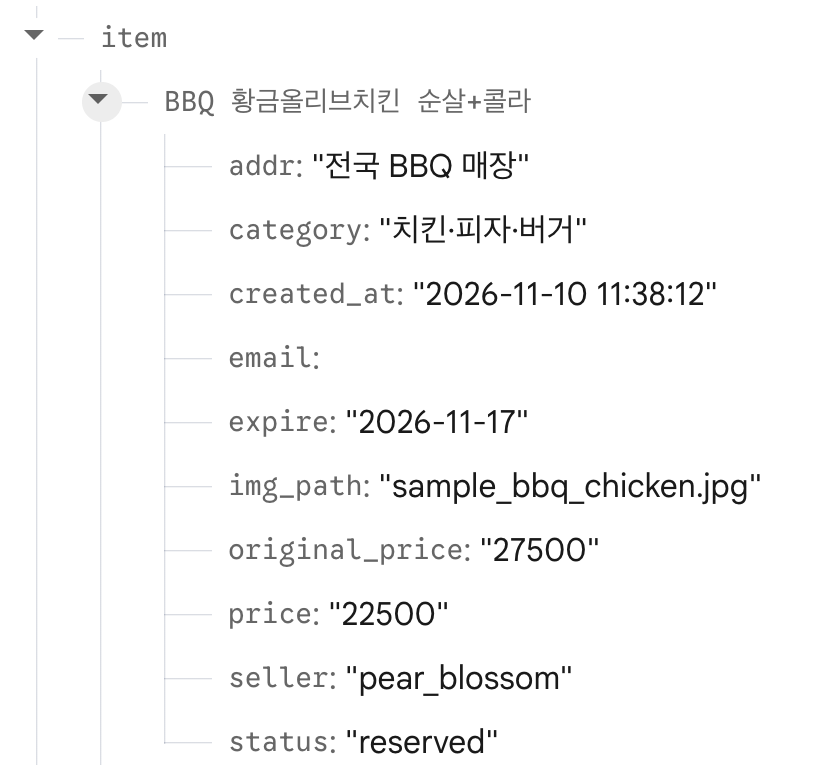 item
BBQ 황금올리브치킨 순살+콜라
addr: "전국 BBQ 매장"
category: "치킨·피자·버거"
created_at: "2026-11-10 11:38:12"
email:
expire: "2026-11-17"
img_path: "sample_bbq_chicken.jpg"
original_price: "27500"
price: "22500"
seller: "pear_blossom"
status: "reserved"